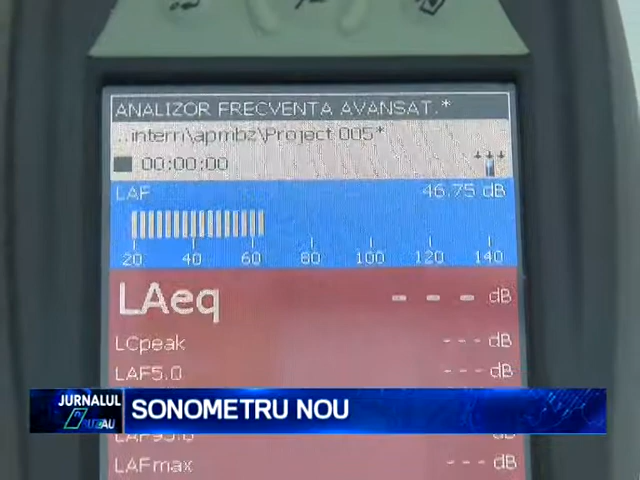 ANALIZOR FRECVENTA AVANSAT.*
..intern\apmbz\Project 005*
00:00:00
LAF 46.75 dB
20 40 60 80 100 120 140
LAeq - - - dB
LCpeak - - - dB
LAF5.0 - - - dB
JURNALUL
SONOMETRU NOU
LAFmax - - - dB